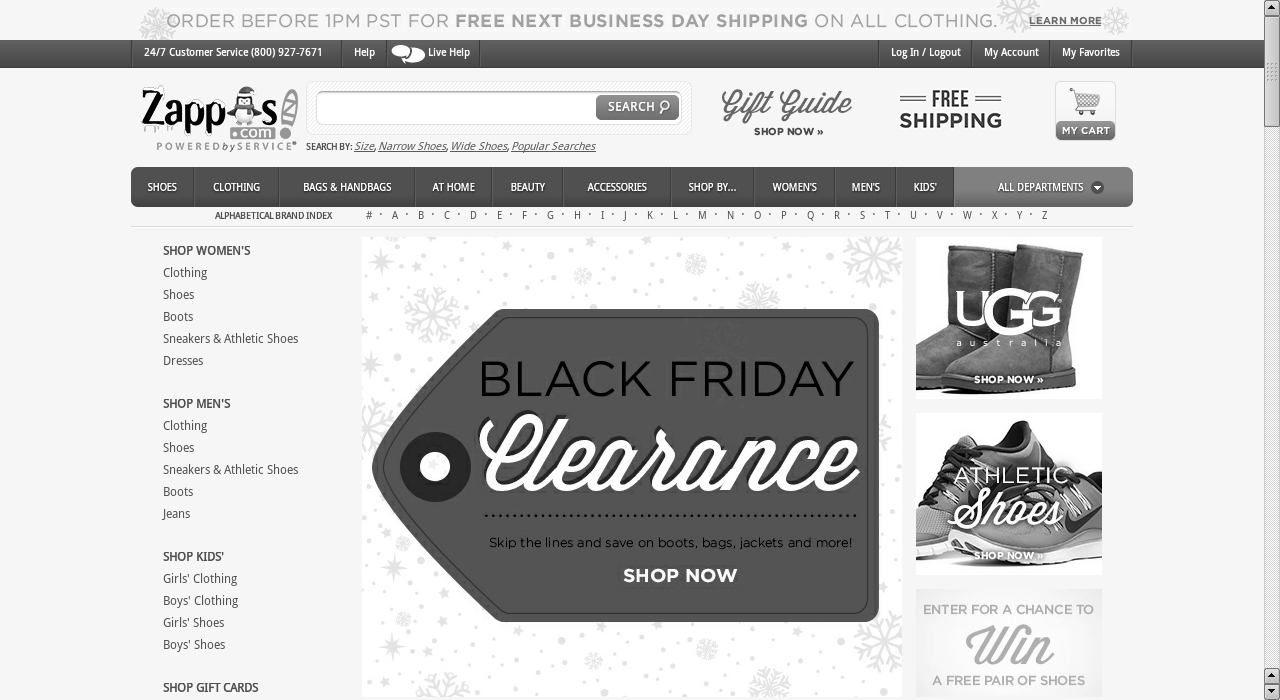 ORDER BEFORE 1PM PST FOR FREE NEXT BUSINESS DAY SHIPPING ON ALL CLOTHING. LEARN MORE
24/7 Customer Service (800) 927-7671 Help Live Help Log In / Logout My Account My Favorites
Zappos
.com
POWERED by SERVICE
SEARCH
SEARCH BY: Size, Narrow Shoes, Wide Shoes, Popular Searches
Gift Guide
SHOP NOW »
FREE
SHIPPING
MY CART
SHOES CLOTHING BAGS & HANDBAGS AT HOME BEAUTY ACCESSORIES SHOP BY... WOMEN'S MEN'S KIDS' ALL DEPARTMENTS
ALPHABETICAL BRAND INDEX # · A · B · C · D · E · F · G · H · I · J · K · L · M · N · O · P · Q · R · S · T · U · V · W · X · Y · Z
SHOP WOMEN'S
Clothing
Shoes
Boots
Sneakers & Athletic Shoes
Dresses
SHOP MEN'S
Clothing
Shoes
Sneakers & Athletic Shoes
Boots
Jeans
SHOP KIDS'
Girls' Clothing
Boys' Clothing
Girls' Shoes
Boys' Shoes
SHOP GIFT CARDS
BLACK FRIDAY
Clearance
Skip the lines and save on boots, bags, jackets and more!
SHOP NOW
UGG
australia
SHOP NOW »
ATHLETIC
Shoes
SHOP NOW »
ENTER FOR A CHANCE TO
Win
A FREE PAIR OF SHOES